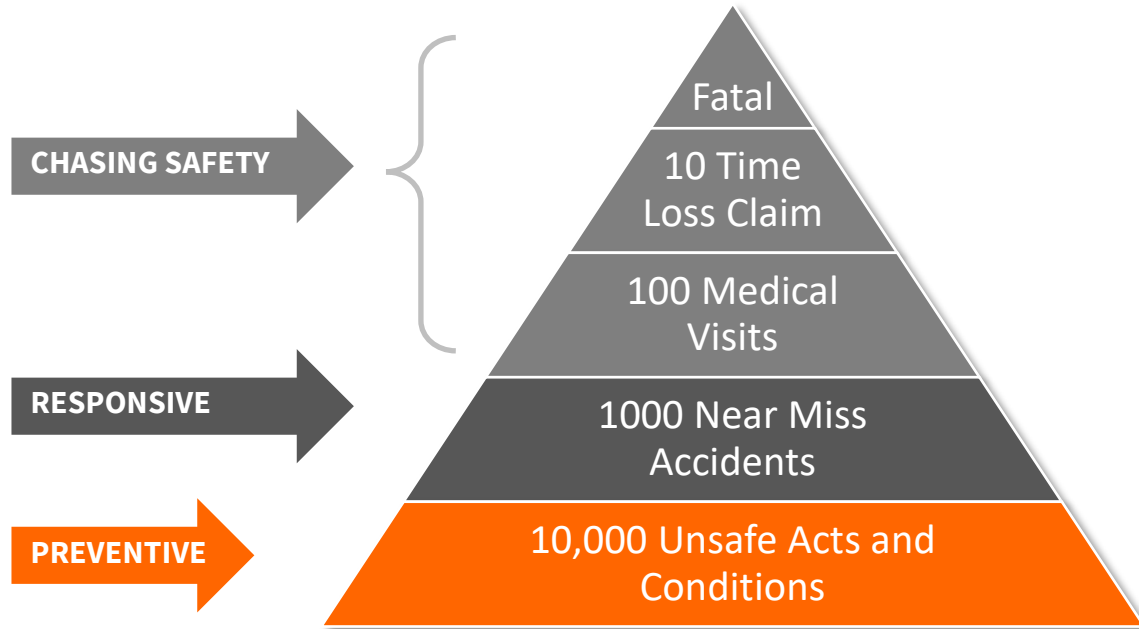 Fatal
CHASING SAFETY
10 Time
Loss Claim
100 Medical
Visits
RESPONSIVE
1000 Near Miss
Accidents
PREVENTIVE
10,000 Unsafe Acts and
Conditions